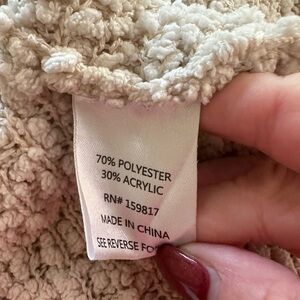 70% POLYESTER
30% ACRYLIC
RN# 159817
MADE IN CHINA
SEE REVERSE